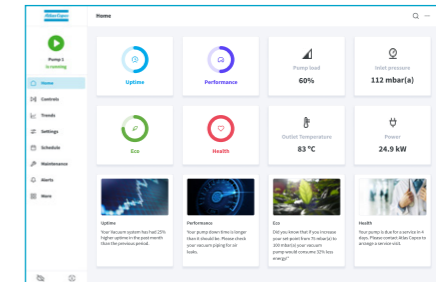 Atlas Copco
Home
Pump 1
is running
Home
Controls
Trends
Settings
Schedule
Maintenance
Alerts
More
Uptime
Performance
Pump load
60%
Inlet pressure
112 mbar(a)
Eco
Health
Outlet Temperature
83 °C
Power
24.9 kW
Uptime
Your Vacuum system has had 25%
higher uptime in the past month
than the previous period.
Performance
Your pump down time is longer
than it should be. Please check
your vacuum piping for air
leaks.
Eco
Did you know that if you increase
your set point from 75 mbar(a) to
100 mbar(a) your vacuum
pump would consume 32% less
energy?
Health
Your pump is due for a service in 4
days. Please contact Atlas Copco to
arrange a service visit.